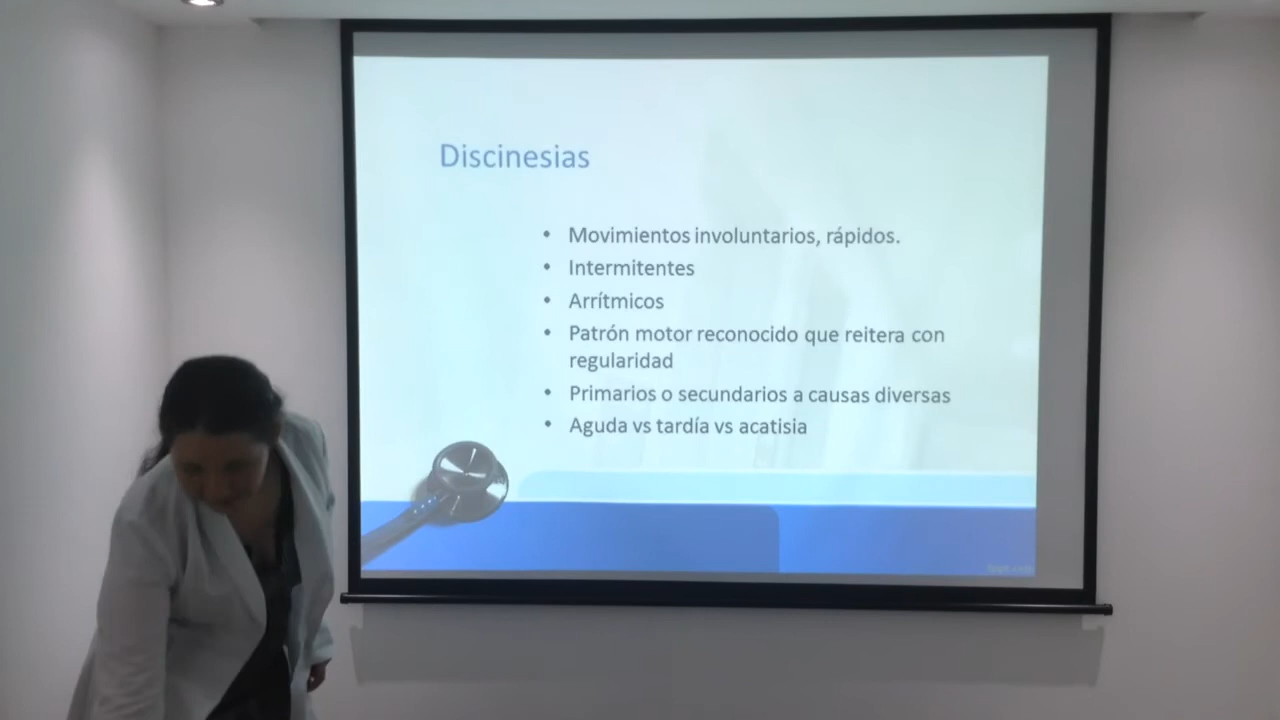 Discinesias
• Movimientos involuntarios, rápidos.
• Intermitentes
• Arrítmicos
• Patrón motor reconocido que reitera con
regularidad
• Primarios o secundarios a causas diversas
• Aguda vs tardía vs acatisia